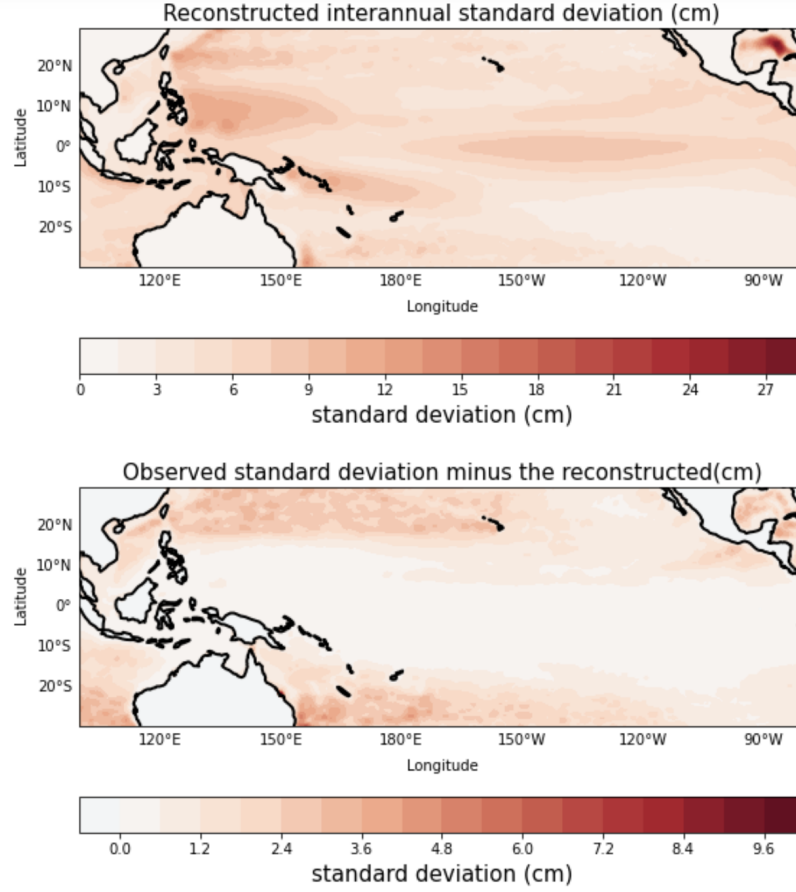 Reconstructed interannual standard deviation (cm)
20°N
10°N
0°
10°S
20°S
Latitude
120°E 150°E 180°E 150°W 120°W 90°W
Longitude
0 3 6 9 12 15 18 21 24 27
standard deviation (cm)
Observed standard deviation minus the reconstructed(cm)
20°N
10°N
0°
10°S
20°S
Latitude
120°E 150°E 180°E 150°W 120°W 90°W
Longitude
0.0 1.2 2.4 3.6 4.8 6.0 7.2 8.4 9.6
standard deviation (cm)